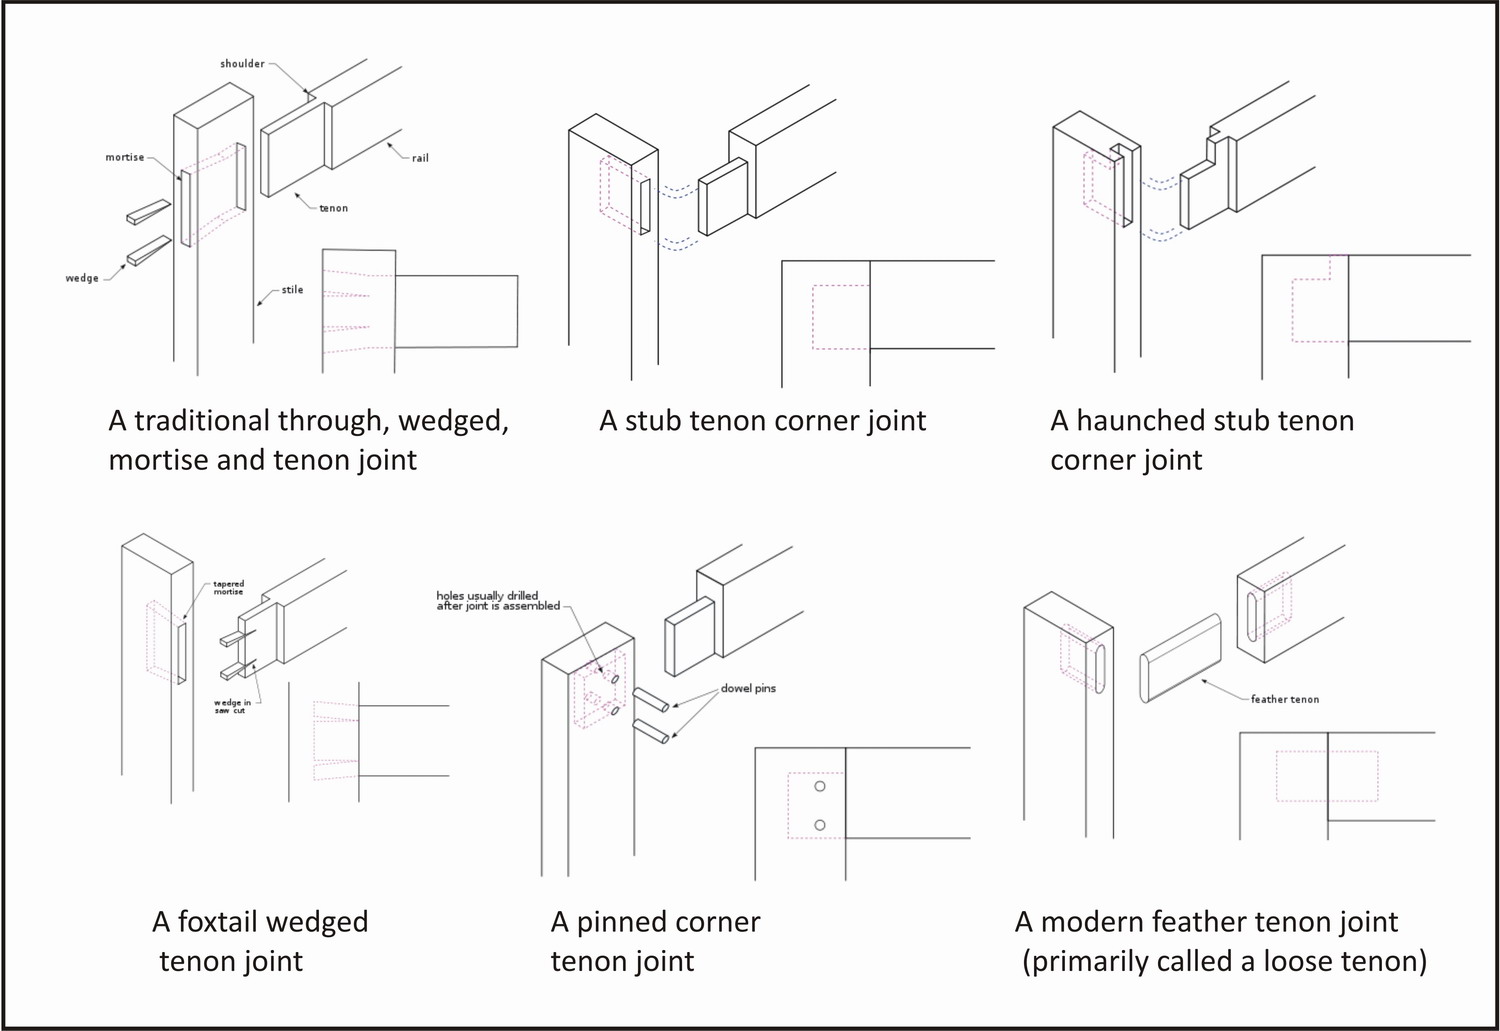 shoulder
mortise
rail
tenon
wedge
stile
A traditional through, wedged,
mortise and tenon joint
A stub tenon corner joint
A haunched stub tenon
corner joint
tapered
mortise
wedge in
saw cut
A foxtail wedged
tenon joint
holes usually drilled
after joint is assembled
dowel pins
A pinned corner
tenon joint
feather tenon
A modern feather tenon joint
(primarily called a loose tenon)